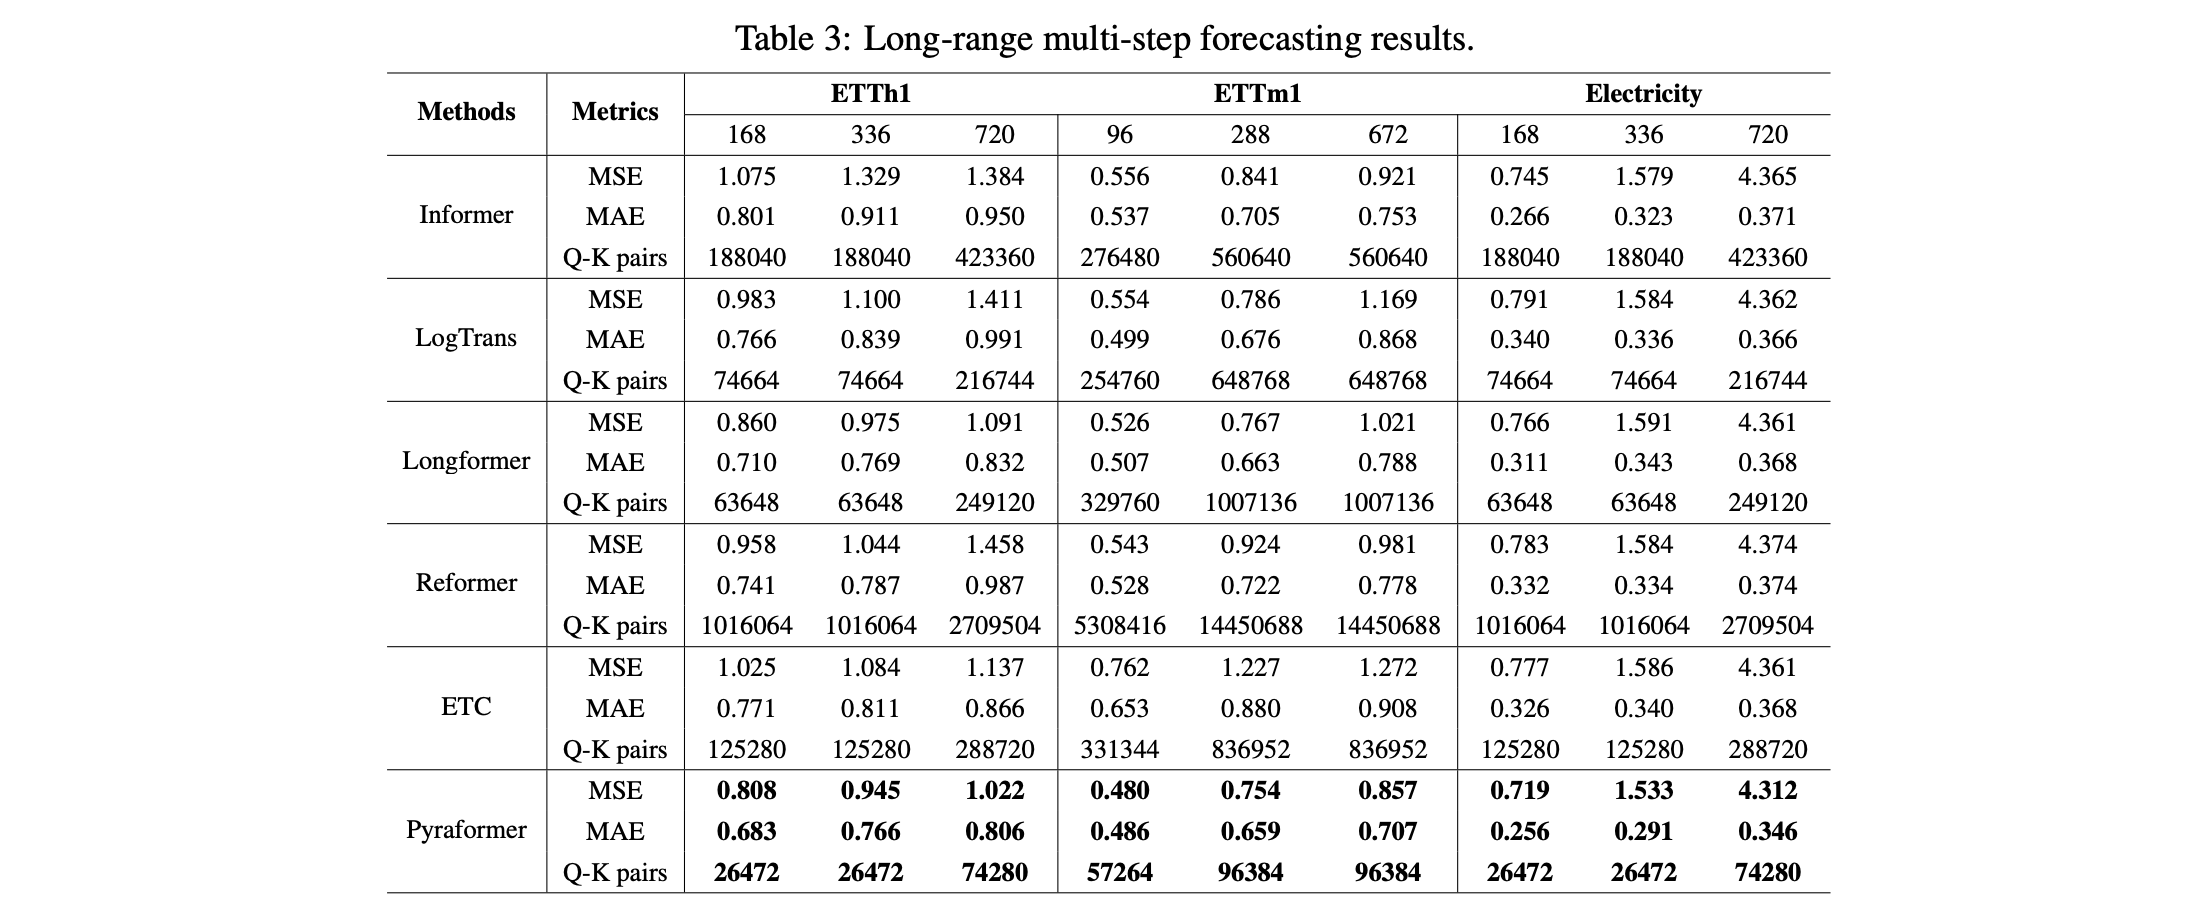 Table 3: Long-range multi-step forecasting results.
Methods Metrics ETTh1 ETTm1 Electricity
168 336 720 96 288 672 168 336 720
Informer
MSE 1.075 1.329 1.384 0.556 0.841 0.921 0.745 1.579 4.365
MAE 0.801 0.911 0.950 0.537 0.705 0.753 0.266 0.323 0.371
Q-K pairs 188040 188040 423360 276480 560640 560640 188040 188040 423360
LogTrans
MSE 0.983 1.100 1.411 0.554 0.786 1.169 0.791 1.584 4.362
MAE 0.766 0.839 0.991 0.499 0.676 0.868 0.340 0.336 0.366
Q-K pairs 74664 74664 216744 254760 648768 648768 74664 74664 216744
Longformer
MSE 0.860 0.975 1.091 0.526 0.767 1.021 0.766 1.591 4.361
MAE 0.710 0.769 0.832 0.507 0.663 0.788 0.311 0.343 0.368
Q-K pairs 63648 63648 249120 329760 1007136 1007136 63648 63648 249120
Reformer
MSE 0.958 1.044 1.458 0.543 0.924 0.981 0.783 1.584 4.374
MAE 0.741 0.787 0.987 0.528 0.722 0.778 0.332 0.334 0.374
Q-K pairs 1016064 1016064 2709504 5308416 14450688 14450688 1016064 1016064 2709504
ETC
MSE 1.025 1.084 1.137 0.762 1.227 1.272 0.777 1.586 4.361
MAE 0.771 0.811 0.866 0.653 0.880 0.908 0.326 0.340 0.368
Q-K pairs 125280 125280 288720 331344 836952 836952 125280 125280 288720
Pyraformer
MSE 0.808 0.945 1.022 0.480 0.754 0.857 0.719 1.533 4.312
MAE 0.683 0.766 0.806 0.486 0.659 0.707 0.256 0.291 0.346
Q-K pairs 26472 26472 74280 57264 96384 96384 26472 26472 74280